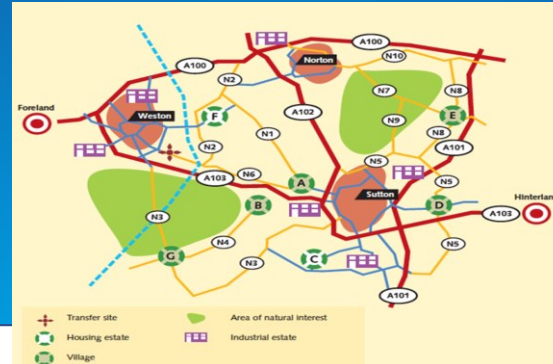 A100
Norton
A100
N10
N2
N7
N8
Foreland
Weston
F
A102
E
N1
N9
N8
A101
N2
N5
N6
A
N5
A103
Sutton
B
D
Hinterland
N3
A103
N4
N5
G
N3
C
A101
Transfer site
Area of natural interest
Housing estate
Industrial estate
Village